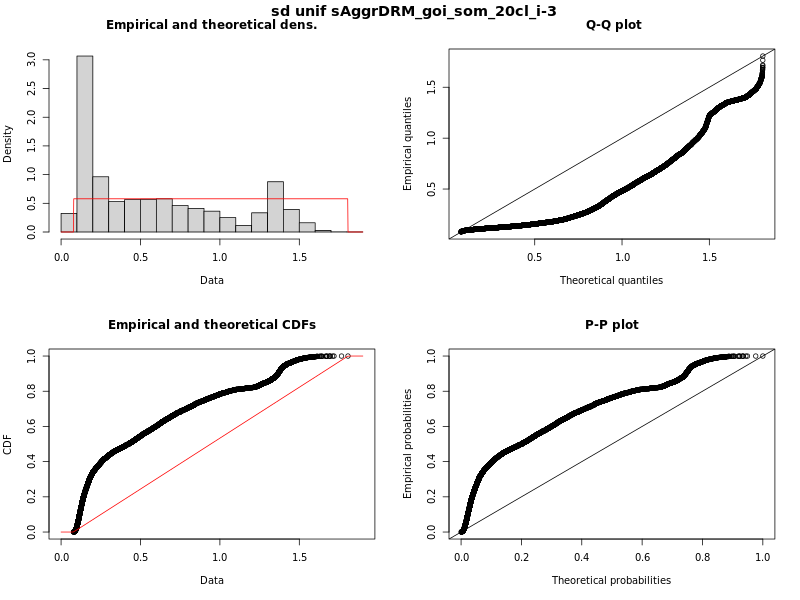 sd unif sAggrDRM_goi_som_20cl_i-3
Empirical and theoretical dens.
Density
0.0 0.5 1.0 1.5 2.0 2.5 3.0
0.0 0.5 1.0 1.5
Data
Q-Q plot
Empirical quantiles
0.5 1.0 1.5
0.5 1.0 1.5
Theoretical quantiles
Empirical and theoretical CDFs
CDF
0.0 0.2 0.4 0.6 0.8 1.0
0.0 0.5 1.0 1.5
Data
P-P plot
Empirical probabilities
0.0 0.2 0.4 0.6 0.8 1.0
0.0 0.2 0.4 0.6 0.8 1.0
Theoretical probabilities